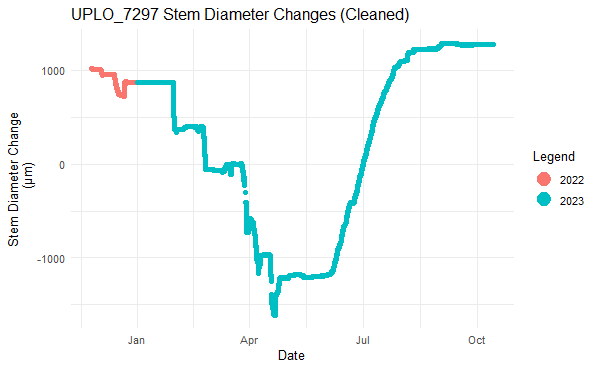 UPLO_7297 Stem Diameter Changes (Cleaned)
1000
0
-1000
Stem Diameter Change
(µm)
Jan
Apr
Jul
Oct
Date
Legend
2022
2023